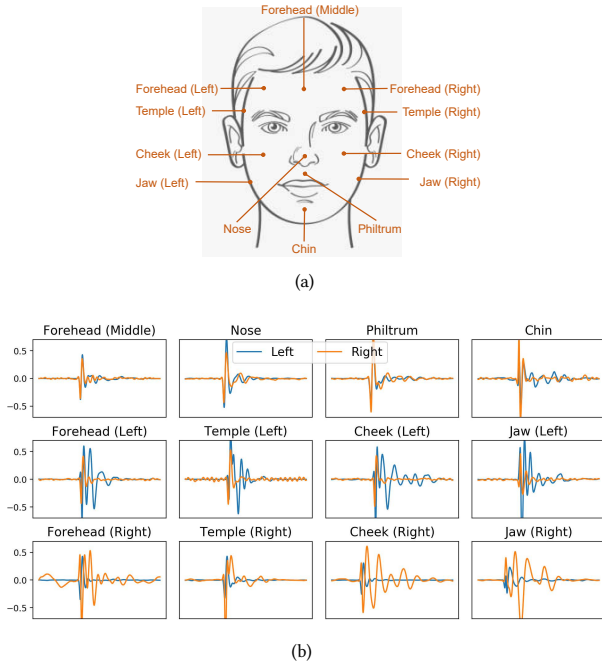 Forehead (Middle)
Forehead (Left) Forehead (Right)
Temple (Left) Temple (Right)
Cheek (Left) Cheek (Right)
Jaw (Left) Jaw (Right)
Nose Philtrum
Chin
(a)
Forehead (Middle) Nose Philtrum Chin
0.5
0.0
−0.5
Left Right
Forehead (Left) Temple (Left) Cheek (Left) Jaw (Left)
0.5
0.0
−0.5
Forehead (Right) Temple (Right) Cheek (Right) Jaw (Right)
0.5
0.0
−0.5
(b)